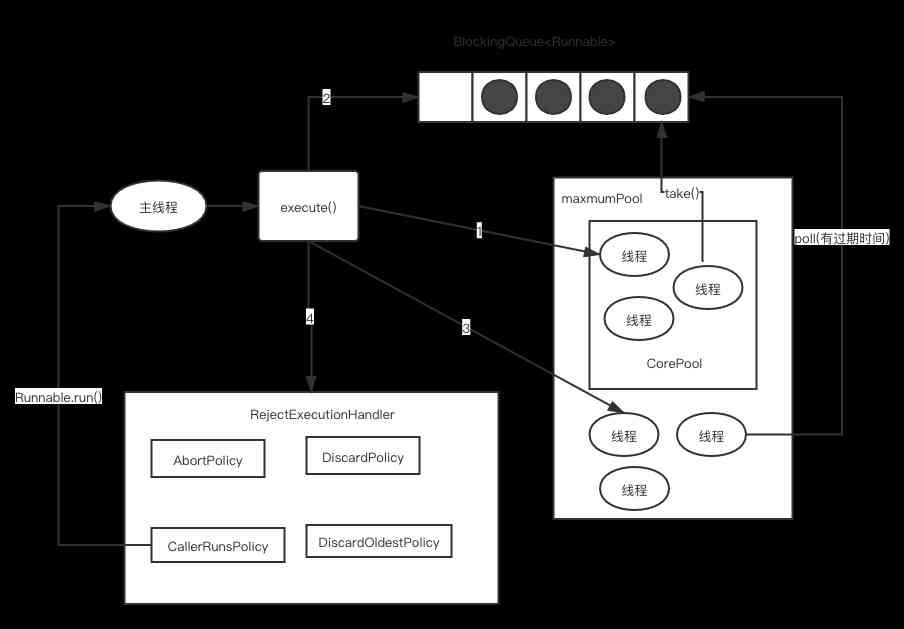 BlockingQueue<Runnable>
2
主线程
execute()
maxmumPool
take()
1
线程
线程
线程
poll(有过期时间)
CorePool
4
3
Runnable.run()
RejectExecutionHandler
AbortPolicy
DiscardPolicy
CallerRunsPolicy
DiscardOldestPolicy
线程
线程
线程